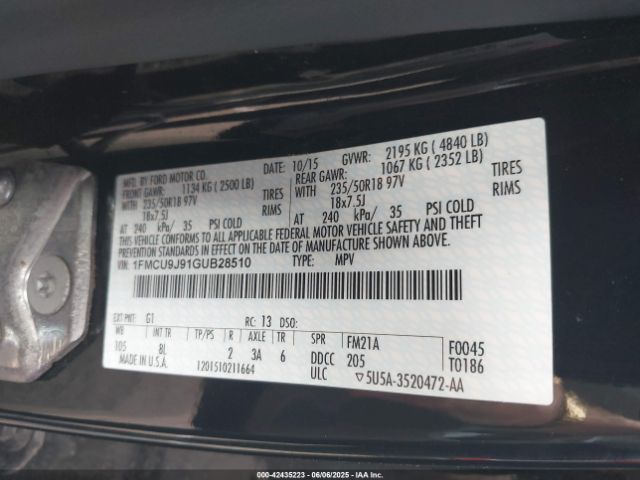 MFD. BY FORD MOTOR CO.
DATE: 10/15 GVWR: 2195 KG ( 4840 LB)
FRONT GAWR: 1134 KG ( 2500 LB) REAR GAWR: 1067 KG ( 2352 LB)
WITH 235/50R18 97V TIRES WITH 235/50R18 97V TIRES
18x7.5J RIMS 18x7.5J RIMS
AT 240 kPa/ 35 PSI COLD AT 240 kPa/ 35 PSI COLD
THIS VEHICLE CONFORMS TO ALL APPLICABLE FEDERAL MOTOR VEHICLE SAFETY AND THEFT
PREVENTION STANDARDS IN EFFECT ON THE DATE OF MANUFACTURE SHOWN ABOVE.
VIN: 1FMCU9J91GUB28510 TYPE: MPV
EXT PNT: G1 RC: 13 DSO:
WB INT TR TP/PS R AXLE TR SPR FM21A F0045
105 8L 2 3A 6 DDCC 205 T0186
1201510211664 ULC 5U5A-3520472-AA
000-42435223 - 06/06/2025 - IAA Inc.